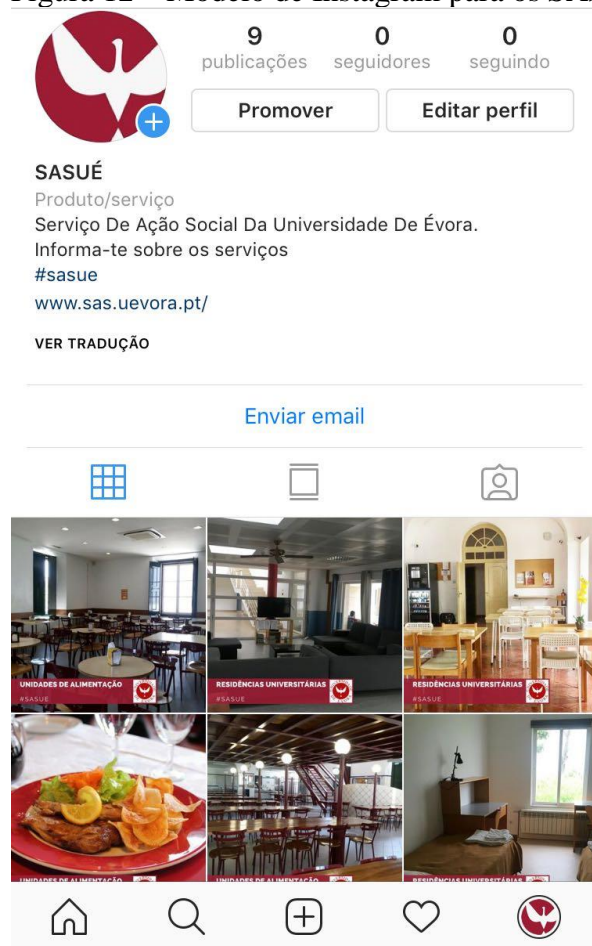 Figura 12 – Modelo de Instagram para os SAS
9 0 0
publicações seguidores seguindo
Promover Editar perfil
SASUÉ
Produto/serviço
Serviço De Ação Social Da Universidade De Évora.
Informa-te sobre os serviços
#sasue
www.sas.uevora.pt/
VER TRADUÇÃO
Enviar email
UNIDADES DE ALIMENTAÇÃO
#SASUE
RESIDÊNCIAS UNIVERSITÁRIAS
#SASUE
RESIDÊNCIAS UNIVERSITÁRIAS
#SASUE
UNIDADES DE ALIMENTAÇÃO
UNIDADES DE ALIMENTAÇÃO
RESIDÊNCIAS UNIVERSITÁRIAS